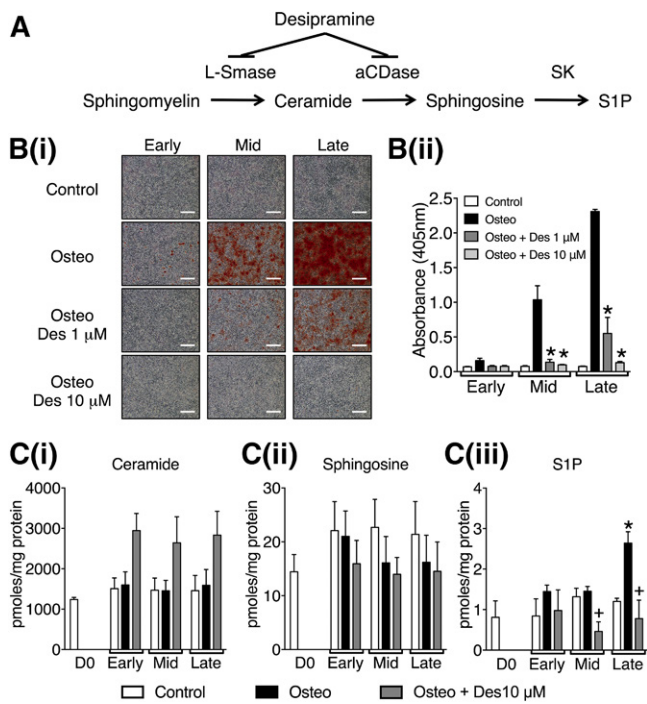 A
Desipramine
L-Smase aCDase SK
Sphingomyelin Ceramide Sphingosine S1P
B(i)
Early Mid Late
Control
Osteo
Osteo
Des 1 µM
Osteo
Des 10 µM
B(ii)
Control
Osteo
Osteo + Des 1 µM
Osteo + Des 10 µM
Absorbance (405nm)
2.5
2.0
1.5
1.0
0.5
0.0
* * * *
Early Mid Late
C(i)
Ceramide
pmoles/mg protein
4000
3000
2000
1000
0
D0 Early Mid Late
C(ii)
Sphingosine
pmoles/mg protein
30
20
10
0
D0 Early Mid Late
C(iii)
S1P
pmoles/mg protein
4
3
2
1
0
* + +
D0 Early Mid Late
Control Osteo Osteo + Des10 µM